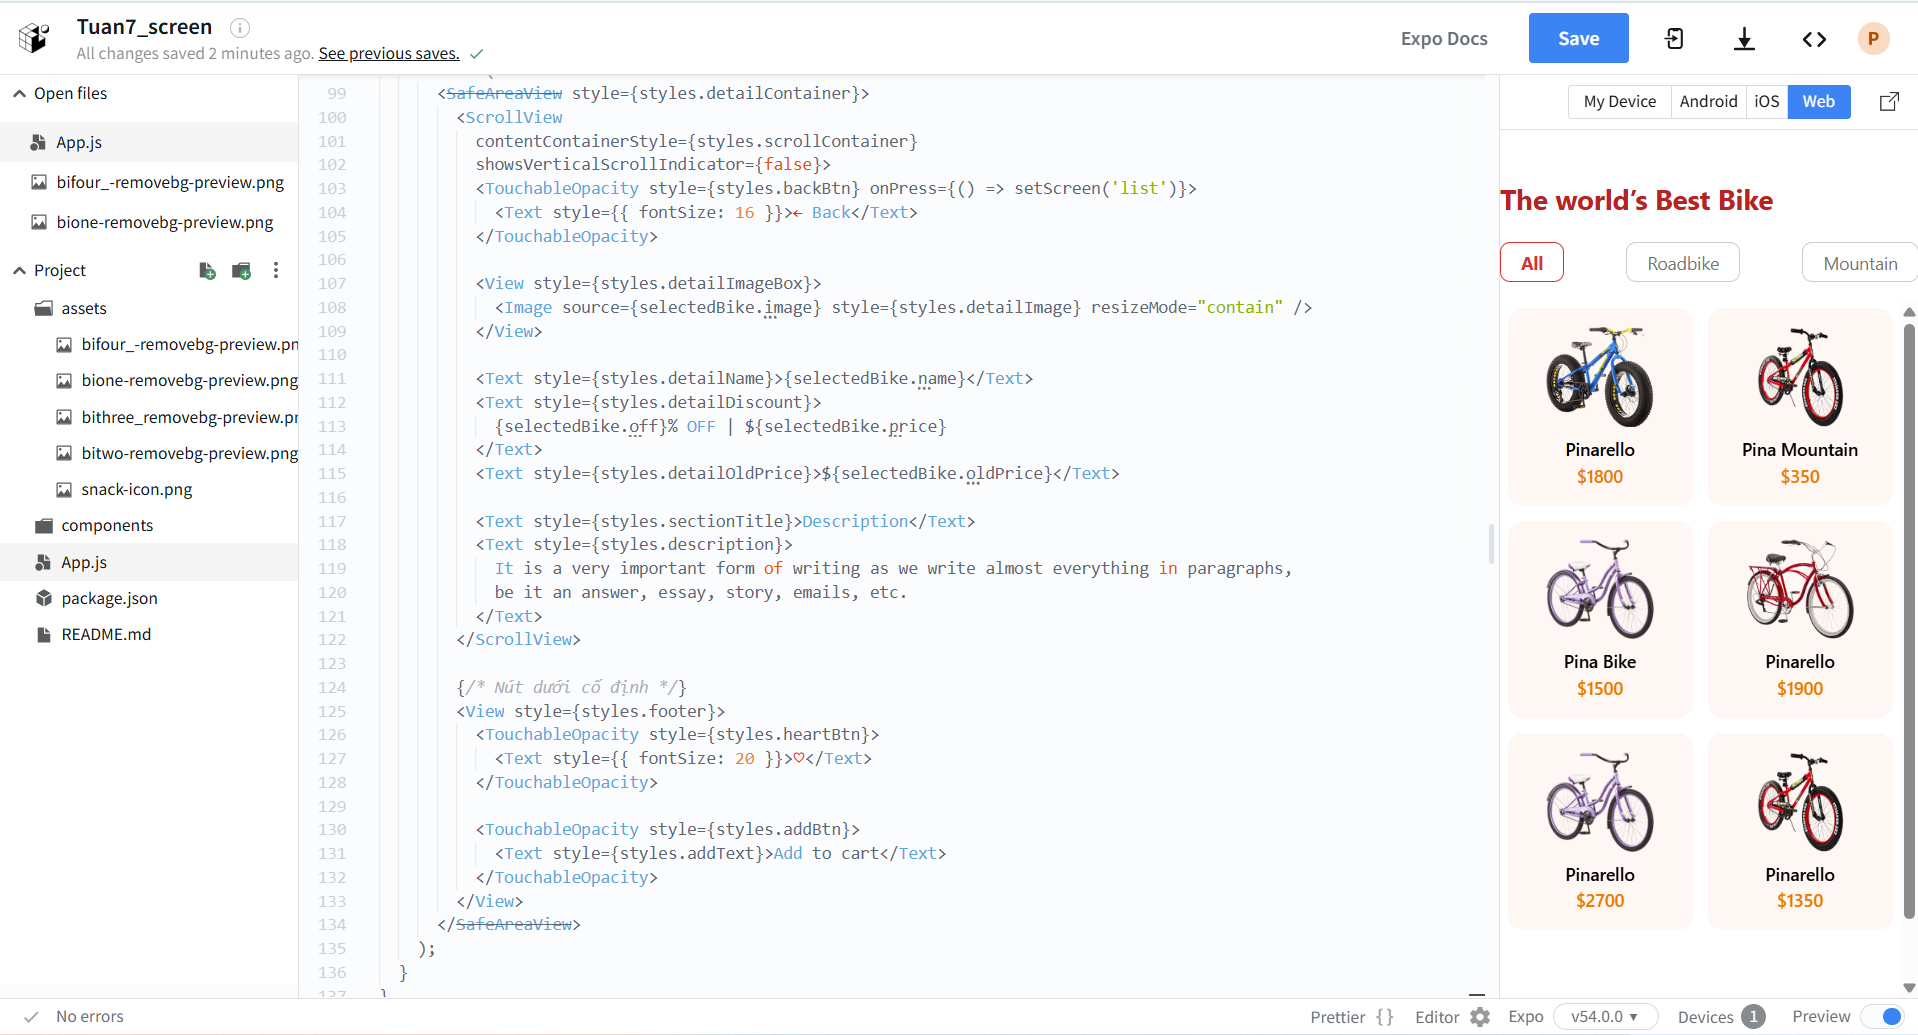 Tuan7_screen
All changes saved 2 minutes ago. See previous saves.
Expo Docs
Save
P
Open files
App.js
bifour_-removebg-preview.png
bione-removebg-preview.png
Project
assets
bifour_-removebg-preview.pn
bione-removebg-preview.png
bithree_removebg-preview.pr
bitwo-removebg-preview.png
snack-icon.png
components
App.js
package.json
README.md
99 <SafeAreaView style={styles.detailContainer}>
100 <ScrollView
101 contentContainerStyle={styles.scrollContainer}
102 showsVerticalScrollIndicator={false}>
103 <TouchableOpacity style={styles.backBtn} onPress={() => setScreen('list')}>
104 <Text style={{ fontSize: 16 }}>← Back</Text>
105 </TouchableOpacity>
106
107 <View style={styles.detailImageBox}>
108 <Image source={selectedBike.image} style={styles.detailImage} resizeMode="contain" />
109 </View>
110
111 <Text style={styles.detailName}>{selectedBike.name}</Text>
112 <Text style={styles.detailDiscount}>
113 {selectedBike.off}% OFF | ${selectedBike.price}
114 </Text>
115 <Text style={styles.detailOldPrice}>${selectedBike.oldPrice}</Text>
116
117 <Text style={styles.sectionTitle}>Description</Text>
118 <Text style={styles.description}>
119 It is a very important form of writing as we write almost everything in paragraphs,
120 be it an answer, essay, story, emails, etc.
121 </Text>
122 </ScrollView>
123
124 {/* Nút dưới cố định */}
125 <View style={styles.footer}>
126 <TouchableOpacity style={styles.heartBtn}>
127 <Text style={{ fontSize: 20 }}>♡</Text>
128 </TouchableOpacity>
129
130 <TouchableOpacity style={styles.addBtn}>
131 <Text style={styles.addText}>Add to cart</Text>
132 </TouchableOpacity>
133 </View>
134 </SafeAreaView>
135 );
136 }
137 }
My Device Android iOS Web
The world’s Best Bike
All Roadbike Mountain
Pinarello
$1800
Pina Mountain
$350
Pina Bike
$1500
Pinarello
$1900
Pinarello
$2700
Pinarello
$1350
No errors
Prettier {} Editor Expo v54.0.0 ▾ Devices 1 Preview